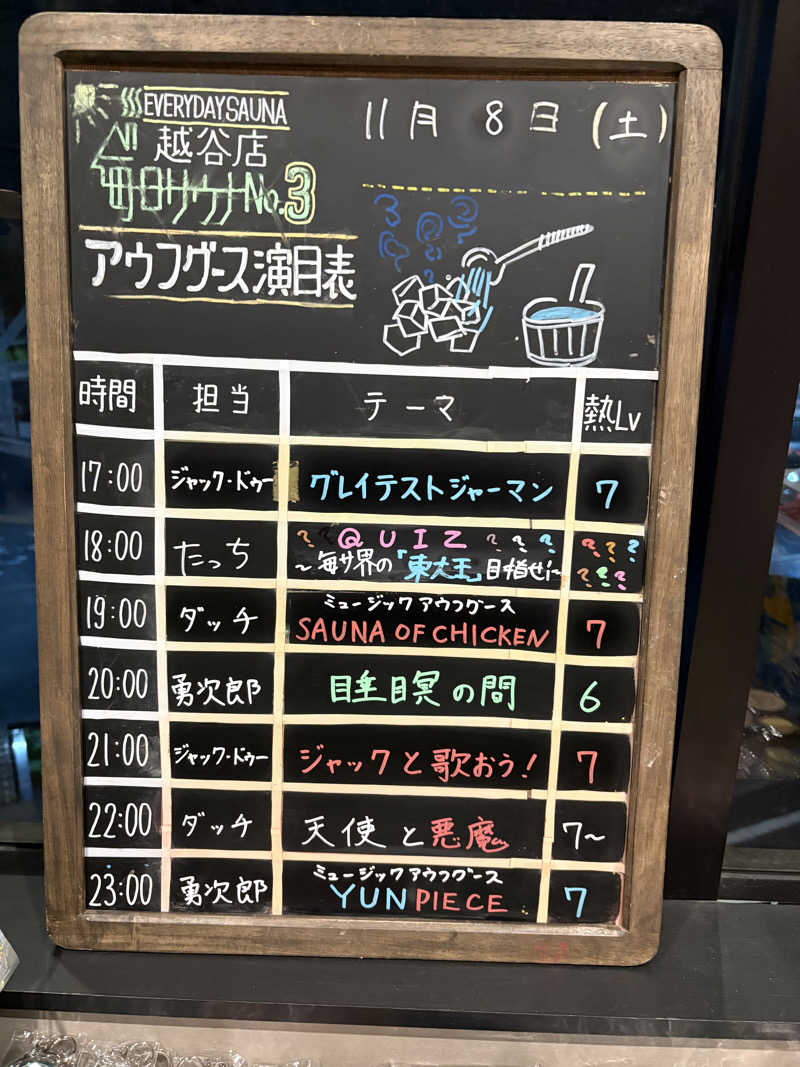 EVERYDAY SAUNA
越谷店
毎日サウナNo.3
アウフグース演目表
11月 8日 (土)
時間 担当 テーマ 熱Lv
17:00 ジャック・ドゥー グレイテストジャーマン 7
18:00 たっち ? ? QUIZ ? ? ? ? ? ?
～毎サ界の「東大王」目指せ!～ ? ? ?
19:00 ダッチ ミュージックアウフグース
SAUNA OF CHICKEN 7
20:00 勇次郎 睡瞑の間 6
21:00 ジャック・ドゥー ジャックと歌おう! 7
22:00 ダッチ 天使と悪魔 7～
23:00 勇次郎 ミュージックアウフグース
YUN PIECE 7